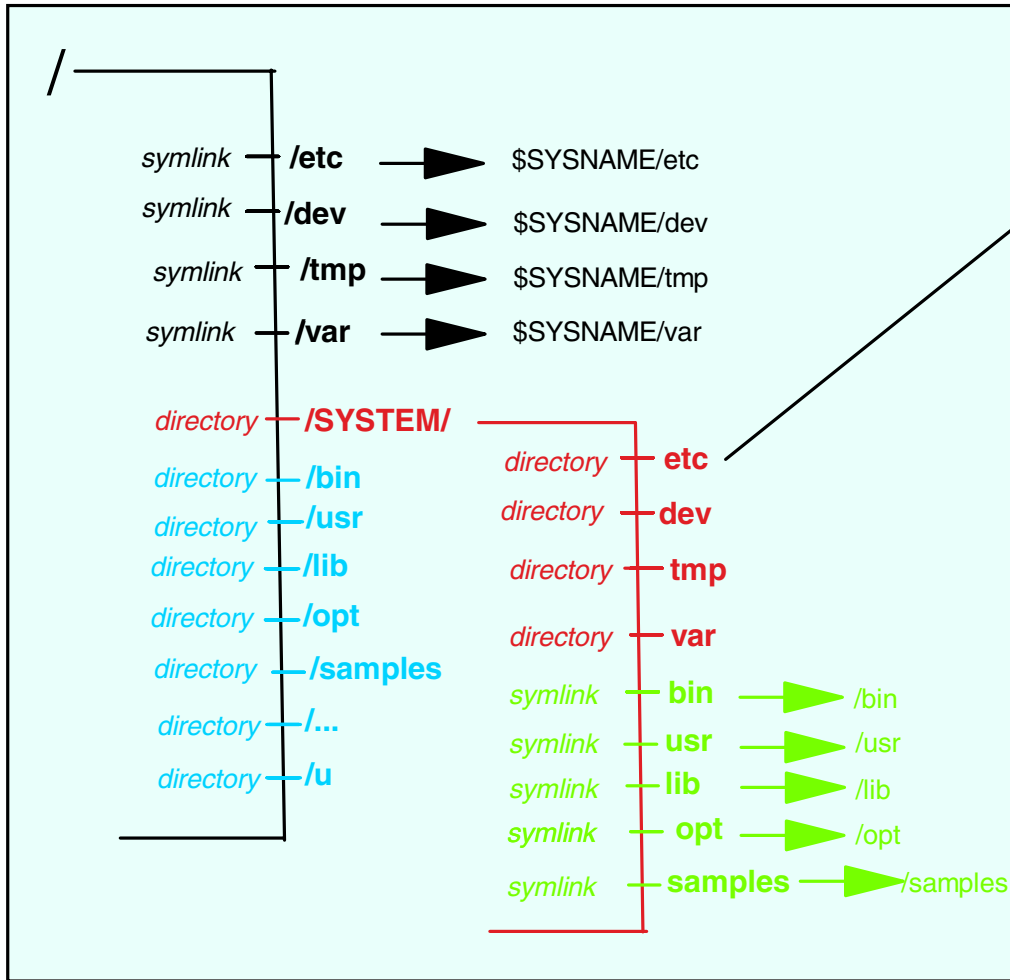 /
symlink /etc $SYSNAME/etc
symlink /dev $SYSNAME/dev
symlink /tmp $SYSNAME/tmp
symlink /var $SYSNAME/var
directory /SYSTEM/
directory /bin
directory /usr
directory /lib
directory /opt
directory /samples
directory /...
directory /u
directory etc
directory dev
directory tmp
directory var
symlink bin /bin
symlink usr /usr
symlink lib /lib
symlink opt /opt
symlink samples /samples